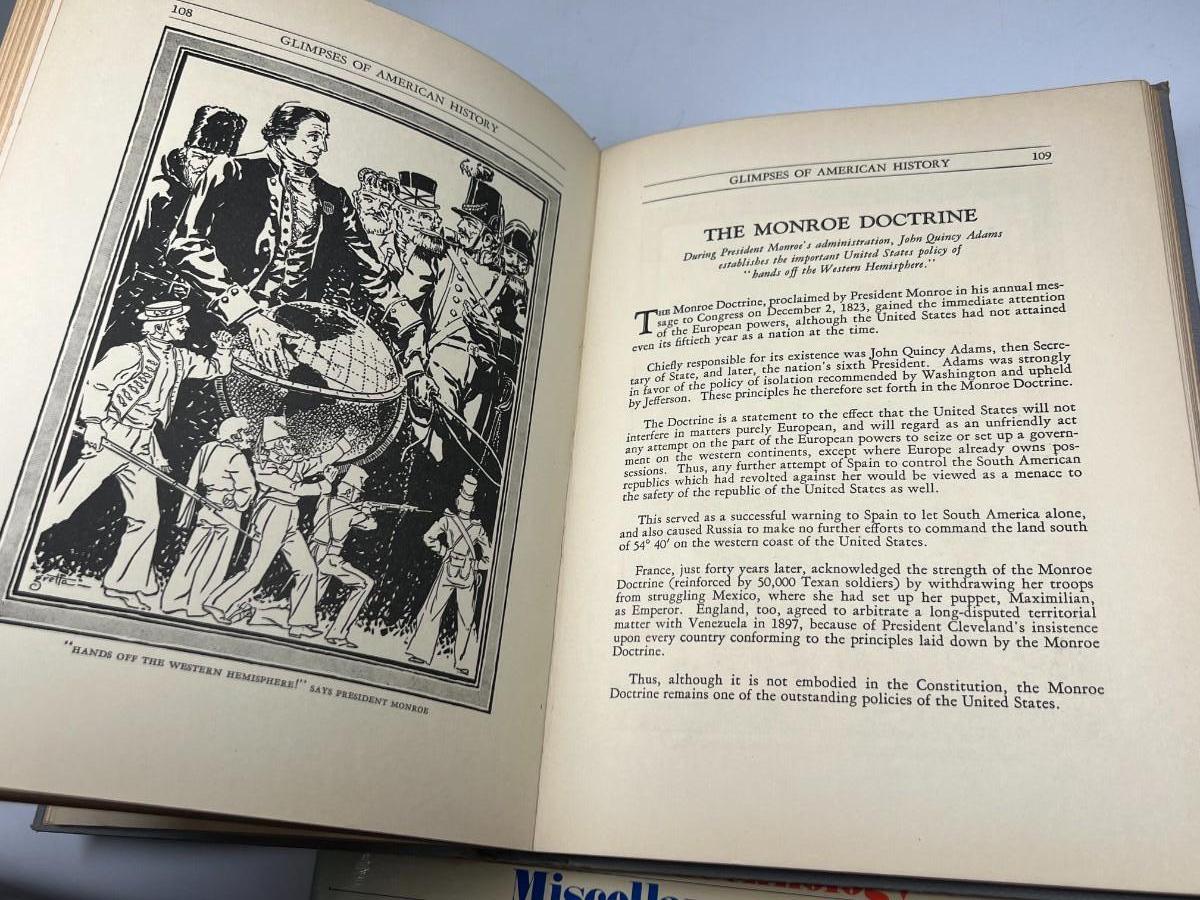 108
GLIMPSES OF AMERICAN HISTORY
gretta
"HANDS OFF THE WESTERN HEMISPHERE!" SAYS PRESIDENT MONROE
GLIMPSES OF AMERICAN HISTORY 109
THE MONROE DOCTRINE
During President Monroe's administration, John Quincy Adams
establishes the important United States policy of
"hands off the Western Hemisphere."
THE Monroe Doctrine, proclaimed by President Monroe in his annual mes-
sage to Congress on December 2, 1823, gained the immediate attention
of the European powers, although the United States had not attained
even its fiftieth year as a nation at the time.
Chiefly responsible for its existence was John Quincy Adams, then Secre-
tary of State, and later, the nation's sixth President. Adams was strongly
in favor of the policy of isolation recommended by Washington and upheld
by Jefferson. These principles he therefore set forth in the Monroe Doctrine.
The Doctrine is a statement to the effect that the United States will not
interfere in matters purely European, and will regard as an unfriendly act
any attempt on the part of the European powers to seize or set up a govern-
ment on the western continents, except where Europe already owns pos-
sessions. Thus, any further attempt of Spain to control the South American
republics which had revolted against her would be viewed as a menace to
the safety of the republic of the United States as well.
This served as a successful warning to Spain to let South America alone,
and also caused Russia to make no further efforts to command the land south
of 54° 40′ on the western coast of the United States.
France, just forty years later, acknowledged the strength of the Monroe
Doctrine (reinforced by 50,000 Texan soldiers) by withdrawing her troops
from struggling Mexico, where she had set up her puppet, Maximilian,
as Emperor. England, too, agreed to arbitrate a long-disputed territorial
matter with Venezuela in 1897, because of President Cleveland's insistence
upon every country conforming to the principles laid down by the Monroe
Doctrine.
Thus, although it is not embodied in the Constitution, the Monroe
Doctrine remains one of the outstanding policies of the United States.